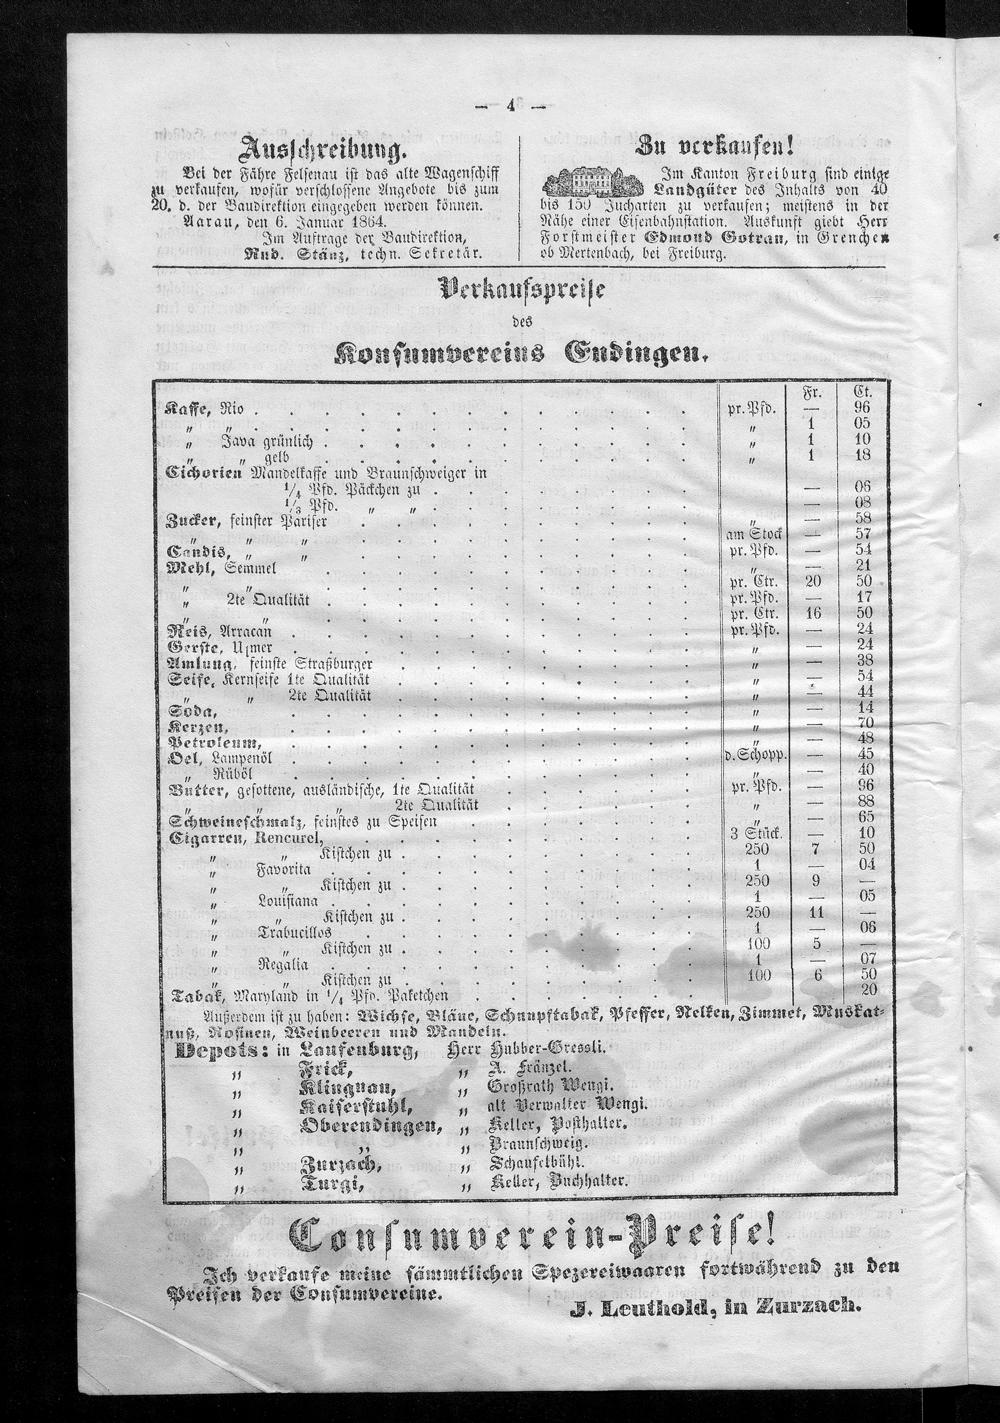 — 4 —
Ausschreibung.
Bei der Fähre Felsenau ist das alte Wagenschiff
zu verkaufen, wofür verschlossene Angebote bis zum
20. d. der Baudirektion eingegeben werden können.
Aarau, den 6. Januar 1864.
Im Auftrage der Baudirektion,
Rud. Stänz, techn. Sekretär.
Zu verkaufen!
Im Kanton Freiburg sind einige
Landgüter des Inhalts von 40
bis 150 Jucharten zu verkaufen; meistens in der
Nähe einer Eisenbahnstation. Auskunft giebt Herr
Forstmeister Edmond Gotrau, in Grenchen
ob Mertenbach, bei Freiburg.
Verkaufspreise
des
Konsumvereins Endingen.
Fr. Ct.
Kaffe, Rio . . . pr. Pfd. — 96
„ „ . . . „ 1 05
„ Java grünlich . . . „ 1 10
„ „ gelb . . . „ 1 18
Cichorien Mandelkaffe und Braunschweiger in
1/4 Pfd. Päckchen zu . . . — 06
1/3 Pfd. „ „ . . . — 08
Zucker, feinster Pariser . . . „ — 58
„ „ „ . . . am Stock — 57
Candis, „ „ . . . pr. Pfd. — 54
Mehl, Semmel . . . „ — 21
„ „ . . . pr. Ctr. 20 50
„ 2te Qualität . . . pr. Pfd. — 17
„ „ . . . pr. Ctr. 16 50
Reis, Arracan . . . pr. Pfd. — 24
Gerste, Ulmer . . . „ — 24
Amlung, feinste Straßburger . . . „ — 38
Seife, Kernseife 1te Qualität . . . „ — 54
„ „ 2te Qualität . . . „ — 44
Soda, . . . „ — 14
Kerzen, . . . „ — 70
Petroleum, . . . „ — 48
Oel, Lampenöl . . . d. Schopp. — 45
„ Rüböl . . . „ — 40
Butter, gesottene, ausländische, 1te Qualität . . . pr. Pfd. — 96
„ „ „ 2te Qualität . . . „ — 88
Schweineschmalz, feinstes zu Speisen . . . „ — 65
Cigarren, Rencurel, . . . 3 Stück. — 10
„ „ Kistchen zu . . . 250 7 50
„ Favorita . . . 1 — 04
„ „ Kistchen zu . . . 250 9 —
„ Louisiana . . . 1 — 05
„ „ Kistchen zu . . . 250 11 —
„ Trabucillos . . . 1 — 06
„ „ Kistchen zu . . . 100 5 —
„ Regalia . . . 1 — 07
„ „ Kistchen zu . . . 100 6 50
Tabak, Maryland in 1/4 Pfd. Paketchen . . . 20
Außerdem ist zu haben: Wichse, Bläue, Schnupftabak, Pfeffer, Nelken, Zimmet, Muskat-
nuß, Rosinen, Weinbeeren und Mandeln.
Depots: in Laufenburg, Herr Hubber-Gressli.
„ Frick, „ A. Fränzel.
„ Klingnau, „ Großrath Wengi.
„ Kaiserstuhl, „ alt Verwalter Wengi.
„ Oberendingen, „ Keller, Posthalter.
„ „ „ Braunschweig.
„ Zurzach, „ Schaufelbühl.
„ Turgi, „ Keller, Buchhalter.
Consumverein-Preise!
Ich verkaufe meine sämmtlichen Spezereiwaaren fortwährend zu den
Preisen der Consumvereine.
J. Leuthold, in Zurzach.